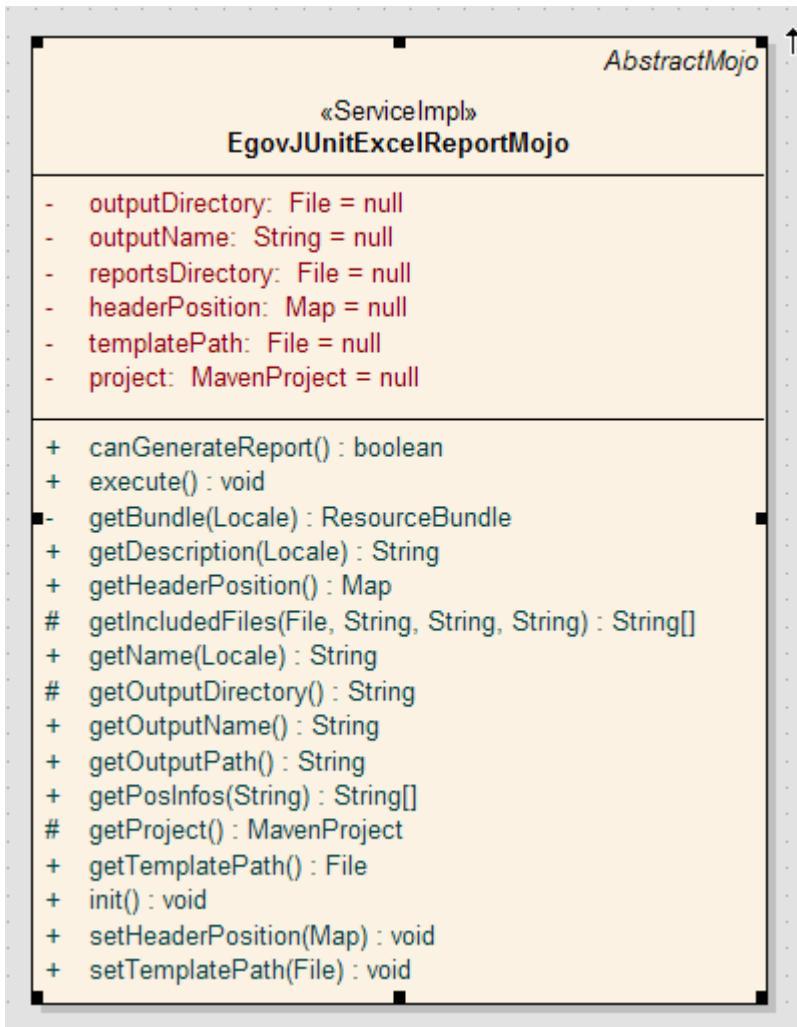 AbstractMojo
«ServiceImpl»
EgovJUnitExcelReportMojo
- outputDirectory: File = null
- outputName: String = null
- reportsDirectory: File = null
- headerPosition: Map = null
- templatePath: File = null
- project: MavenProject = null
+ canGenerateReport() : boolean
+ execute() : void
- getBundle(Locale) : ResourceBundle
+ getDescription(Locale) : String
+ getHeaderPosition() : Map
# getIncludedFiles(File, String, String, String) : String[]
+ getName(Locale) : String
# getOutputDirectory() : String
+ getOutputName() : String
+ getOutputPath() : String
+ getPosInfos(String) : String[]
# getProject() : MavenProject
+ getTemplatePath() : File
+ init() : void
+ setHeaderPosition(Map) : void
+ setTemplatePath(File) : void